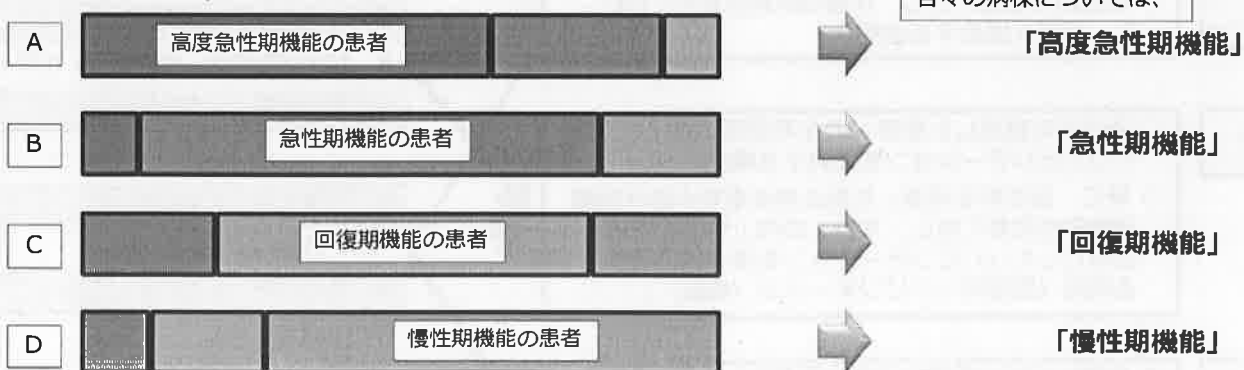 各々の病棟については、
A
高度急性期機能の患者
「高度急性期機能」
B
急性期機能の患者
「急性期機能」
C
回復期機能の患者
「回復期機能」
D
慢性期機能の患者
「慢性期機能」